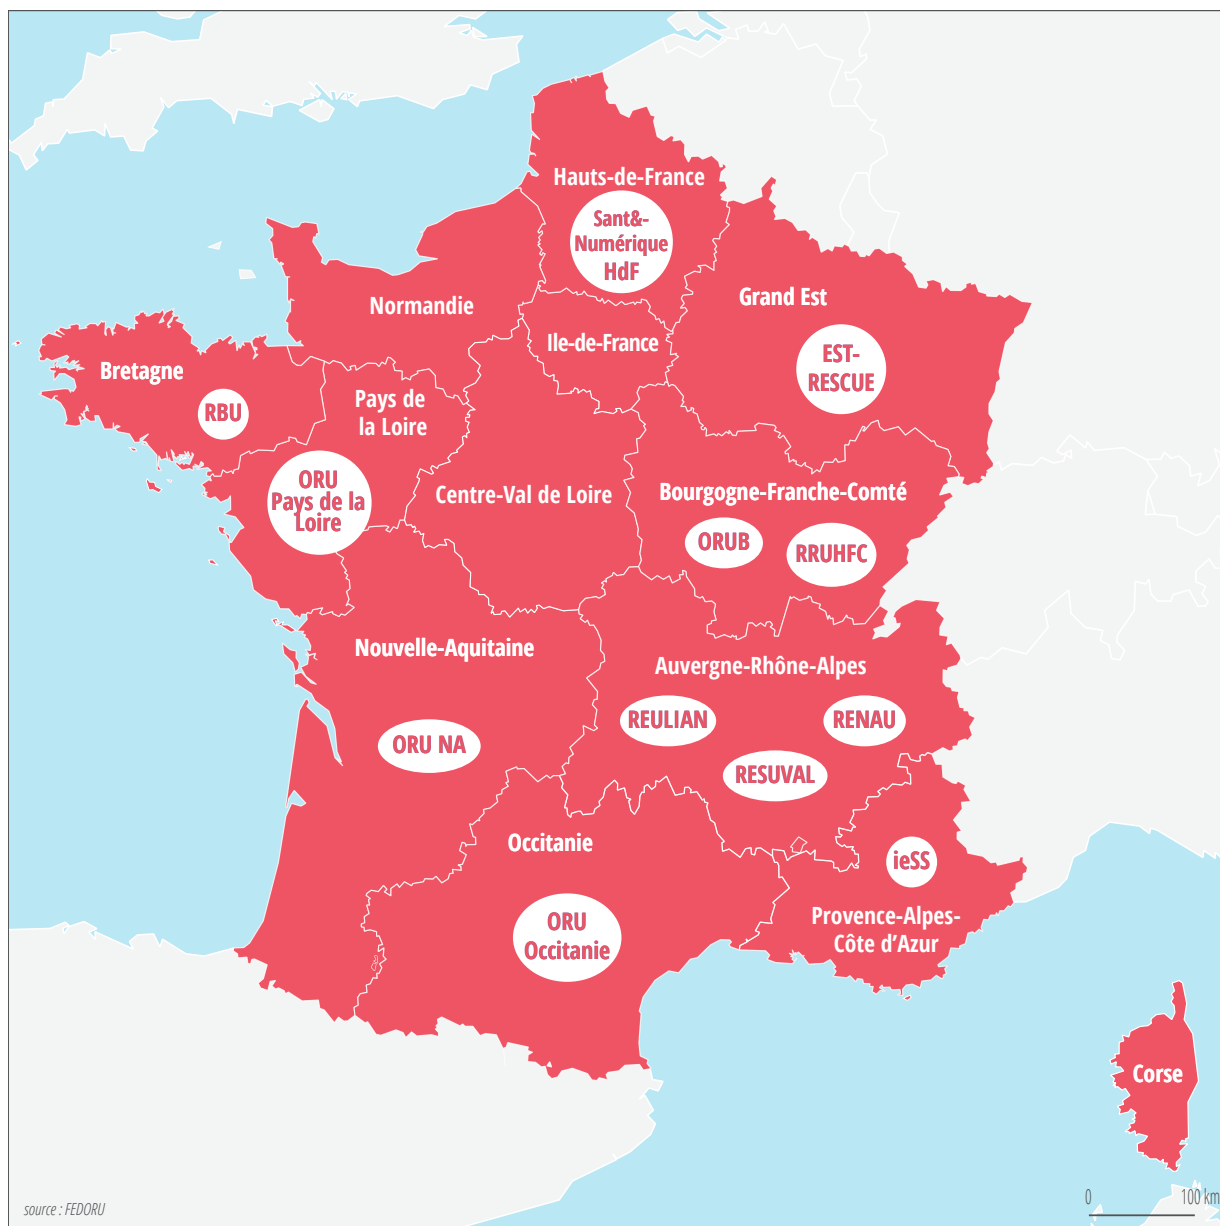 Hauts-de-France
Sant&-
Numérique
HdF
Grand Est
Normandie
Ile-de-France
EST-
RESCUE
Bretagne
RBU
Pays de
la Loire
ORU
Pays de la
Loire
Centre-Val de Loire
Bourgogne-Franche-Comté
ORUB
RRUHFC
Nouvelle-Aquitaine
Auvergne-Rhône-Alpes
REULIAN
RENAU
ORU NA
RESUVAL
Occitanie
ieSS
ORU
Occitanie
Provence-Alpes-
Côte d'Azur
Corse
source : FEDORU
0 100 km